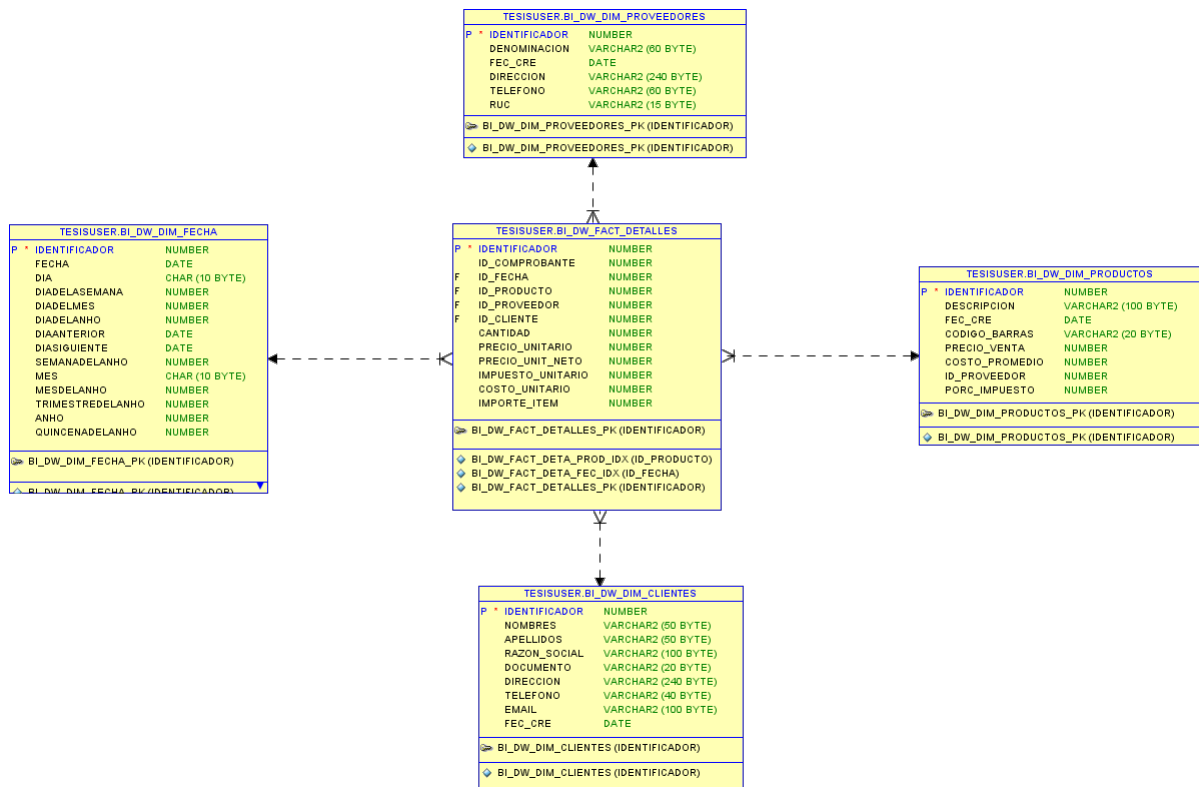 TESISUSER.BI_DW_DIM_PROVEEDORES
P * IDENTIFICADOR NUMBER
DENOMINACION VARCHAR2 (60 BYTE)
FEC_CRE DATE
DIRECCION VARCHAR2 (240 BYTE)
TELEFONO VARCHAR2 (60 BYTE)
RUC VARCHAR2 (15 BYTE)
BI_DW_DIM_PROVEEDORES_PK (IDENTIFICADOR)
BI_DW_DIM_PROVEEDORES_PK (IDENTIFICADOR)
TESISUSER.BI_DW_DIM_FECHA
P * IDENTIFICADOR NUMBER
FECHA DATE
DIA CHAR (10 BYTE)
DIADELASEMANA NUMBER
DIADELMES NUMBER
DIADELANHO NUMBER
DIAANTERIOR DATE
DIASIGUIENTE DATE
SEMANADELANHO NUMBER
MES CHAR (10 BYTE)
MESDELANHO NUMBER
TRIMESTREDELANHO NUMBER
ANHO NUMBER
QUINCENADELANHO NUMBER
BI_DW_DIM_FECHA_PK (IDENTIFICADOR)
BI_DW_DIM_FECHA_PK (IDENTIFICADOR)
TESISUSER.BI_DW_FACT_DETALLES
P * IDENTIFICADOR NUMBER
ID_COMPROBANTE NUMBER
F ID_FECHA NUMBER
F ID_PRODUCTO NUMBER
F ID_PROVEEDOR NUMBER
F ID_CLIENTE NUMBER
CANTIDAD NUMBER
PRECIO_UNITARIO NUMBER
PRECIO_UNIT_NETO NUMBER
IMPUESTO_UNITARIO NUMBER
COSTO_UNITARIO NUMBER
IMPORTE_ITEM NUMBER
BI_DW_FACT_DETALLES_PK (IDENTIFICADOR)
BI_DW_FACT_DETA_PROD_IDX (ID_PRODUCTO)
BI_DW_FACT_DETA_FEC_IDX (ID_FECHA)
BI_DW_FACT_DETALLES_PK (IDENTIFICADOR)
TESISUSER.BI_DW_DIM_PRODUCTOS
P * IDENTIFICADOR NUMBER
DESCRIPCION VARCHAR2 (100 BYTE)
FEC_CRE DATE
CODIGO_BARRAS VARCHAR2 (20 BYTE)
PRECIO_VENTA NUMBER
COSTO_PROMEDIO NUMBER
ID_PROVEEDOR NUMBER
PORC_IMPUESTO NUMBER
BI_DW_DIM_PRODUCTOS_PK (IDENTIFICADOR)
BI_DW_DIM_PRODUCTOS_PK (IDENTIFICADOR)
TESISUSER.BI_DW_DIM_CLIENTES
P * IDENTIFICADOR NUMBER
NOMBRES VARCHAR2 (50 BYTE)
APELLIDOS VARCHAR2 (50 BYTE)
RAZON_SOCIAL VARCHAR2 (100 BYTE)
DOCUMENTO VARCHAR2 (20 BYTE)
DIRECCION VARCHAR2 (240 BYTE)
TELEFONO VARCHAR2 (40 BYTE)
EMAIL VARCHAR2 (100 BYTE)
FEC_CRE DATE
BI_DW_DIM_CLIENTES (IDENTIFICADOR)
BI_DW_DIM_CLIENTES (IDENTIFICADOR)